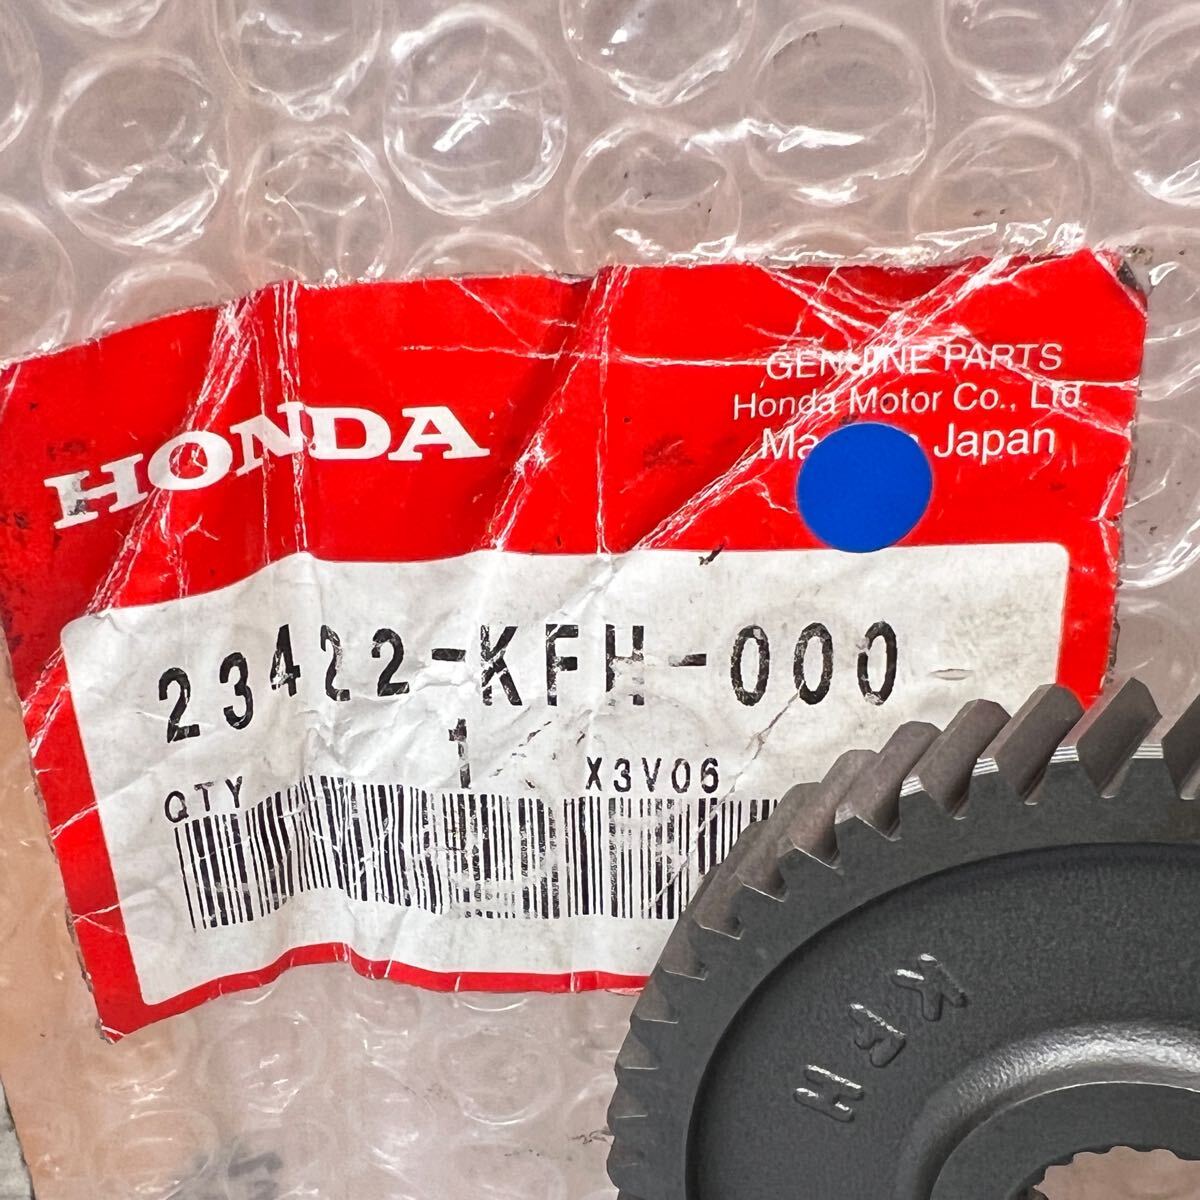 HONDA
GENUINE PARTS
Honda Motor Co., Ltd.
Japan
23422-KFH-000
1
QTY
X3V06
KFH